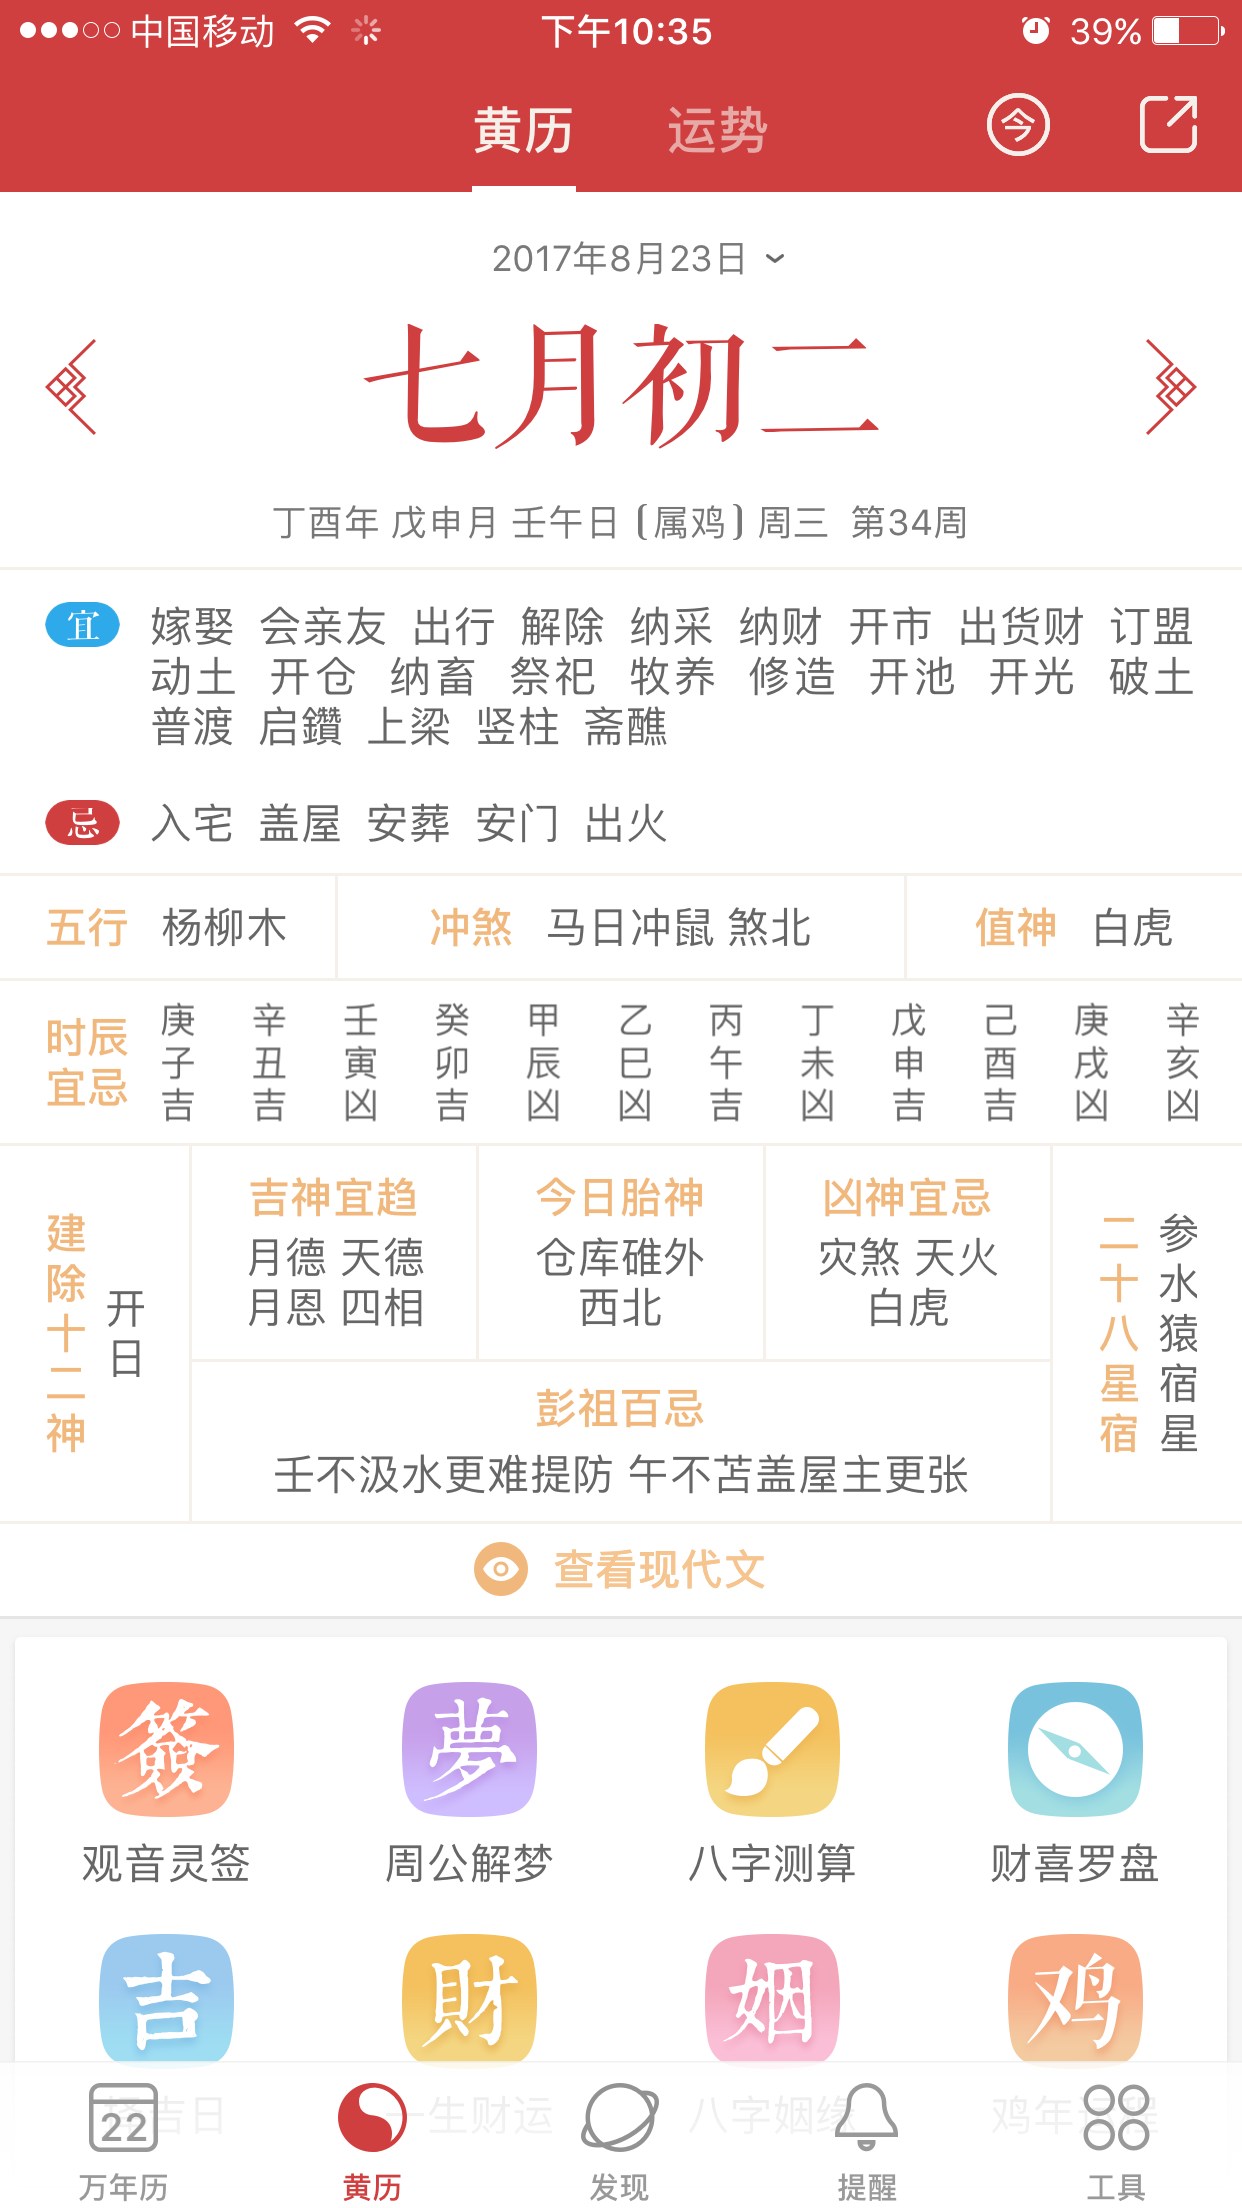 中国移动 下午10:35 39%
黄历 运势 今
2017年8月23日
七月初二
丁酉年 戊申月 壬午日 (属鸡) 周三 第34周
宜 嫁娶 会亲友 出行 解除 纳采 纳财 开市 出货财 订盟
动土 开仓 纳畜 祭祀 牧养 修造 开池 开光 破土
普渡 启鑽 上梁 竖柱 斋醮
忌 入宅 盖屋 安葬 安门 出火
五行 杨柳木 冲煞 马日冲鼠 煞北 值神 白虎
时辰宜忌
庚子吉 辛丑吉 壬寅凶 癸卯吉 甲辰凶 乙巳凶 丙午吉 丁未凶 戊申吉 己酉吉 庚戌凶 辛亥凶
建除十二神
开日
吉神宜趋
月德 天德
月恩 四相
今日胎神
仓库碓外
西北
凶神宜忌
灾煞 天火
白虎
彭祖百忌
壬不汲水更难提防 午不苫盖屋主更张
二十八星宿
参水猿宿星
查看现代文
簽 夢
观音灵签 周公解梦 八字测算 财喜罗盘
吉 財 姻 鸡
择吉日 一生财运 八字姻缘 鸡年运程
22
万年历 黄历 发现 提醒 工具